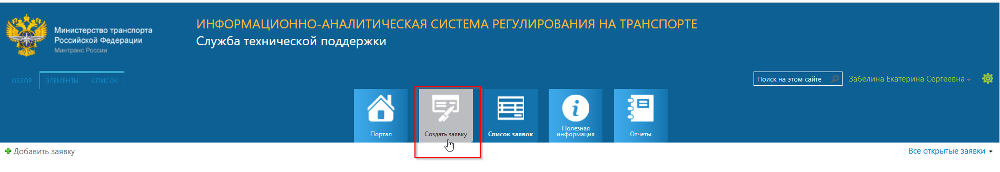 Министерство транспорта
Российской Федерации
Минтранс России
ИНФОРМАЦИОННО-АНАЛИТИЧЕСКАЯ СИСТЕМА РЕГУЛИРОВАНИЯ НА ТРАНСПОРТЕ
Служба технической поддержки
ОБЗОР ЭЛЕМЕНТЫ СПИСОК
Поиск на этом сайте Забелина Екатерина Сергеевна
Портал
Создать заявку
Список заявок
Полезная
информация
Отчеты
Добавить заявку
Все открытые заявки